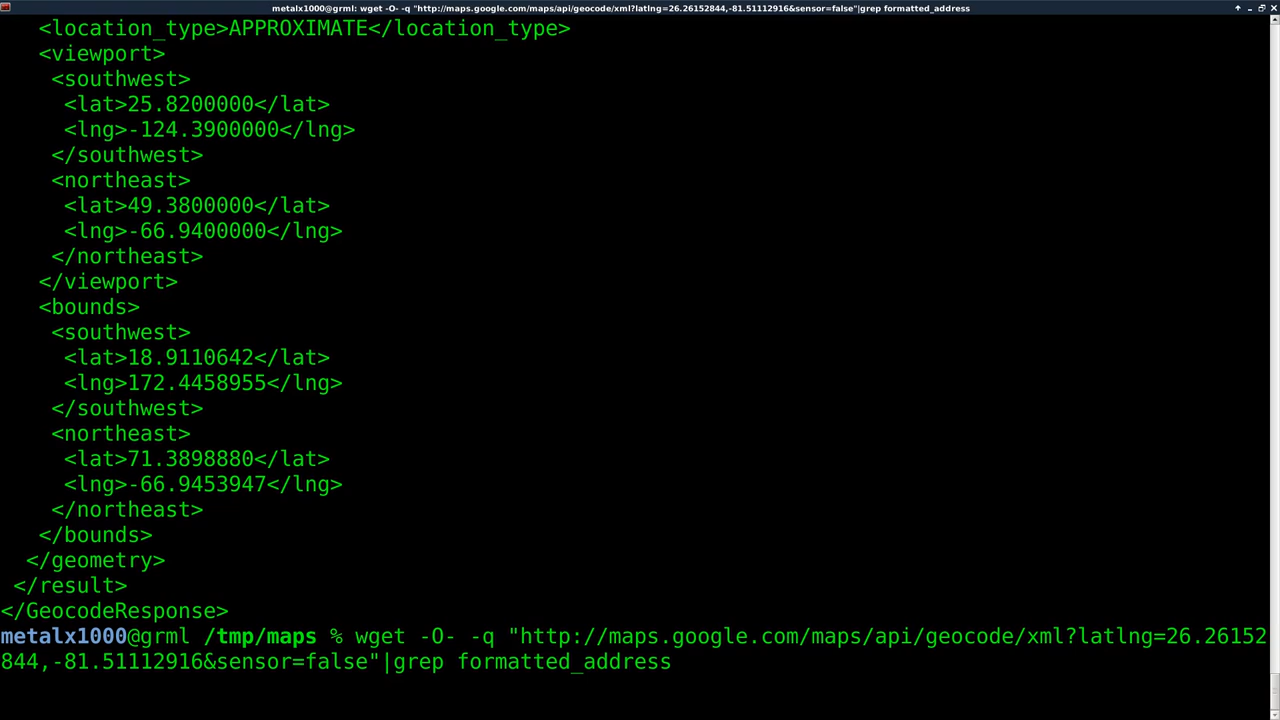 metalx1000@grml: wget -O- -q "http://maps.google.com/maps/api/geocode/xml?latlng=26.26152844,-81.51112916&sensor=false"|grep formatted_address
<location_type>APPROXIMATE</location_type>
<viewport>
<southwest>
<lat>25.8200000</lat>
<lng>-124.3900000</lng>
</southwest>
<northeast>
<lat>49.3800000</lat>
<lng>-66.9400000</lng>
</northeast>
</viewport>
<bounds>
<southwest>
<lat>18.9110642</lat>
<lng>172.4458955</lng>
</southwest>
<northeast>
<lat>71.3898880</lat>
<lng>-66.9453947</lng>
</northeast>
</bounds>
</geometry>
</result>
</GeocodeResponse>
metalx1000@grml /tmp/maps % wget -O- -q "http://maps.google.com/maps/api/geocode/xml?latlng=26.26152
844,-81.51112916&sensor=false"|grep formatted_address